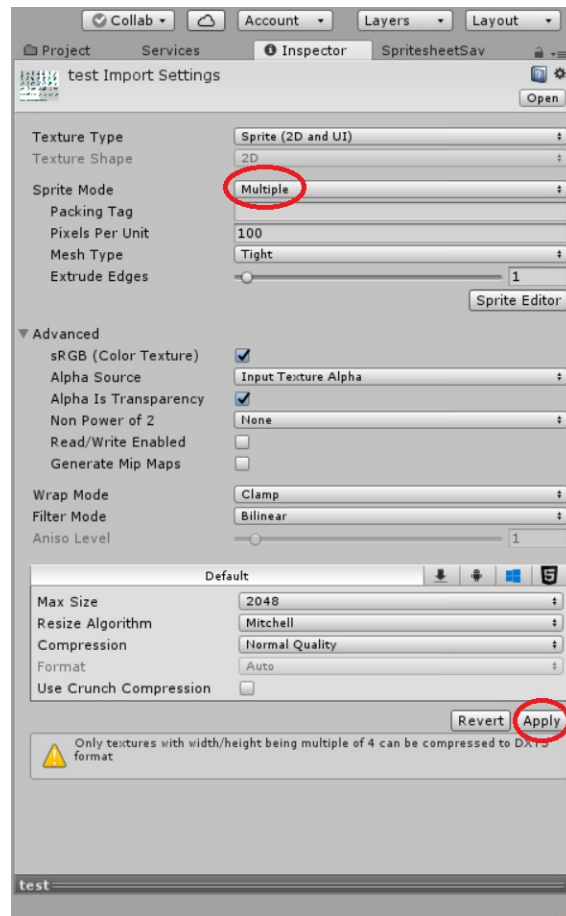 Collab Account Layers Layout
Project Services Inspector SpritesheetSav
test Import Settings
Open
Texture Type Sprite (2D and UI)
Texture Shape 2D
Sprite Mode Multiple
Packing Tag
Pixels Per Unit 100
Mesh Type Tight
Extrude Edges 1
Sprite Editor
Advanced
sRGB (Color Texture)
Alpha Source Input Texture Alpha
Alpha Is Transparency
Non Power of 2 None
Read/Write Enabled
Generate Mip Maps
Wrap Mode Clamp
Filter Mode Bilinear
Aniso Level 1
Default
Max Size 2048
Resize Algorithm Mitchell
Compression Normal Quality
Format Auto
Use Crunch Compression
Revert Apply
Only textures with width/height being multiple of 4 can be compressed to DXT5
format
test